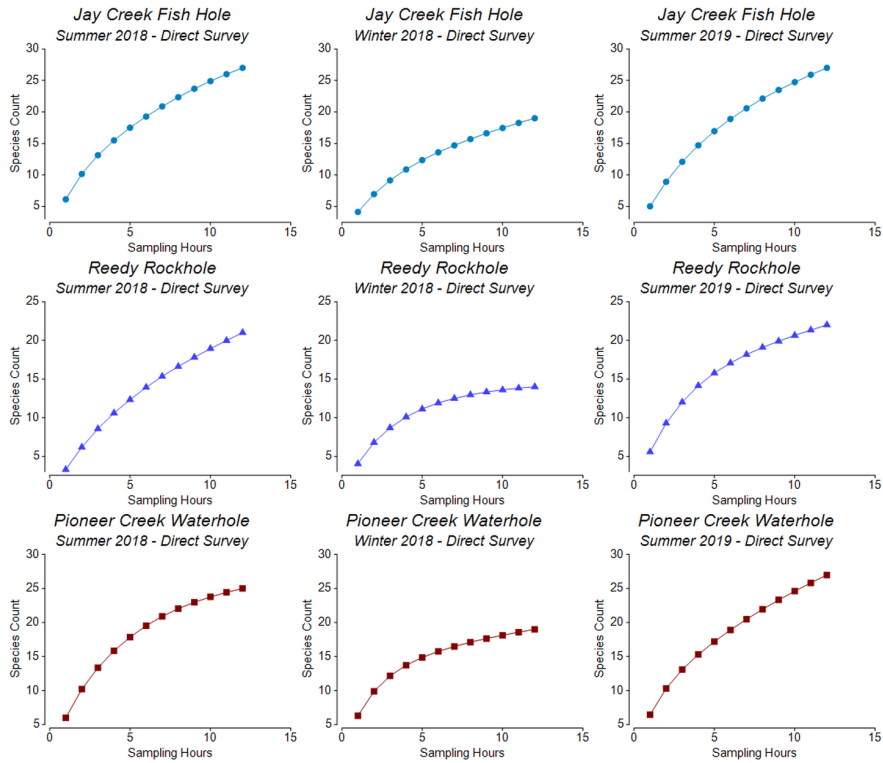 Jay Creek Fish Hole
Summer 2018 - Direct Survey
30
25
20
15
10
5
0
5
10
15
Species Count
Sampling Hours
Jay Creek Fish Hole
Winter 2018 - Direct Survey
30
25
20
15
10
5
0
5
10
15
Species Count
Sampling Hours
Jay Creek Fish Hole
Summer 2019 - Direct Survey
30
25
20
15
10
5
0
5
10
15
Species Count
Sampling Hours
Reedy Rockhole
Summer 2018 - Direct Survey
25
20
15
10
5
0
5
10
15
Species Count
Sampling Hours
Reedy Rockhole
Winter 2018 - Direct Survey
25
20
15
10
5
0
5
10
15
Species Count
Sampling Hours
Reedy Rockhole
Summer 2019 - Direct Survey
25
20
15
10
5
0
5
10
15
Species Count
Sampling Hours
Pioneer Creek Waterhole
Summer 2018 - Direct Survey
30
25
20
15
10
5
0
5
10
15
Species Count
Sampling Hours
Pioneer Creek Waterhole
Winter 2018 - Direct Survey
30
25
20
15
10
5
0
5
10
15
Species Count
Sampling Hours
Pioneer Creek Waterhole
Summer 2019 - Direct Survey
30
25
20
15
10
5
0
5
10
15
Species Count
Sampling Hours